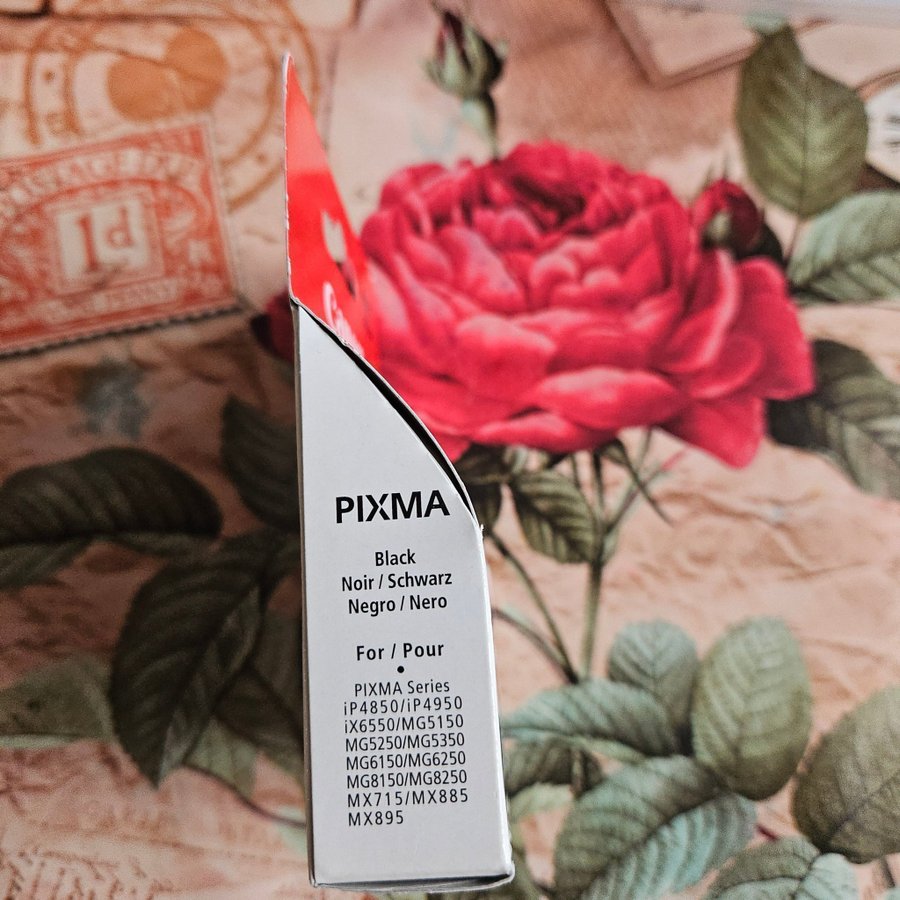 1d
PIXMA
Black
Noir / Schwarz
Negro / Nero
For / Pour
•
PIXMA Series
iP4850/iP4950
iX6550/MG5150
MG5250/MG5350
MG6150/MG6250
MG8150/MG8250
MX715/MX885
MX895